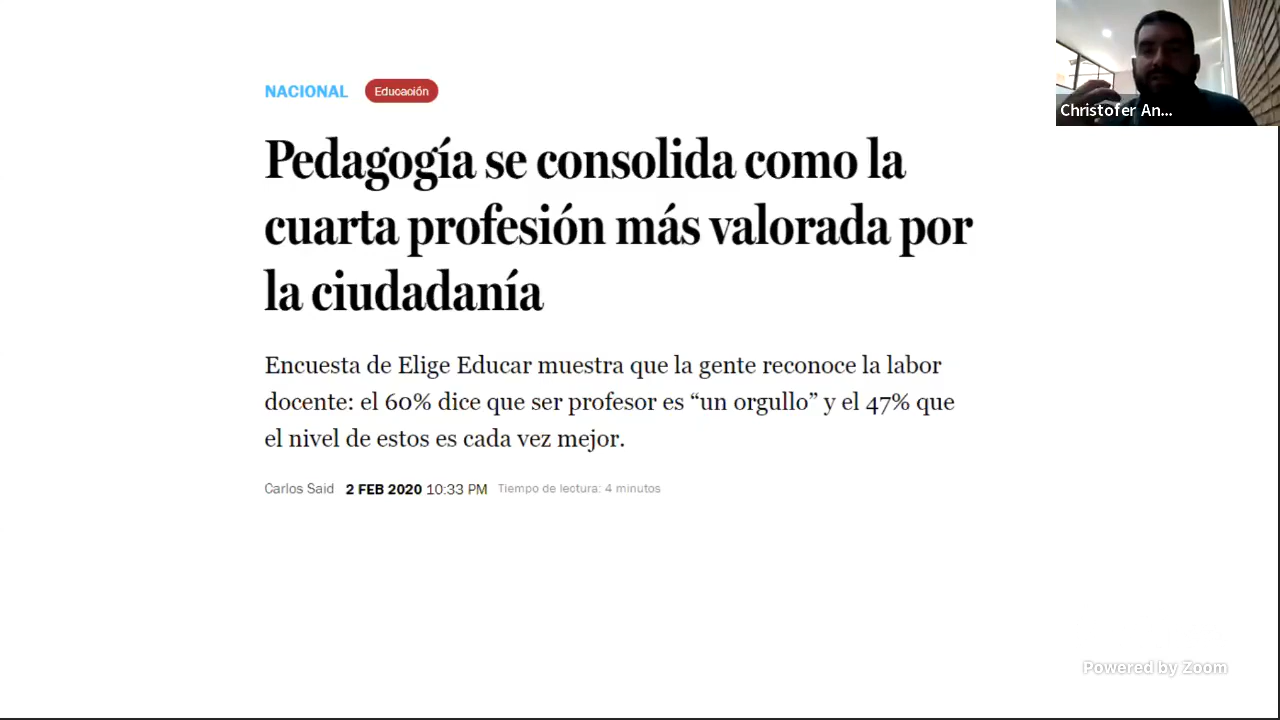 NACIONAL Educación
Pedagogía se consolida como la
cuarta profesión más valorada por
la ciudadanía
Encuesta de Elige Educar muestra que la gente reconoce la labor
docente: el 60% dice que ser profesor es “un orgullo” y el 47% que
el nivel de estos es cada vez mejor.
Carlos Said 2 FEB 2020 10:33 PM Tiempo de lectura: 4 minutos
Christofer An...
Powered by Zoom